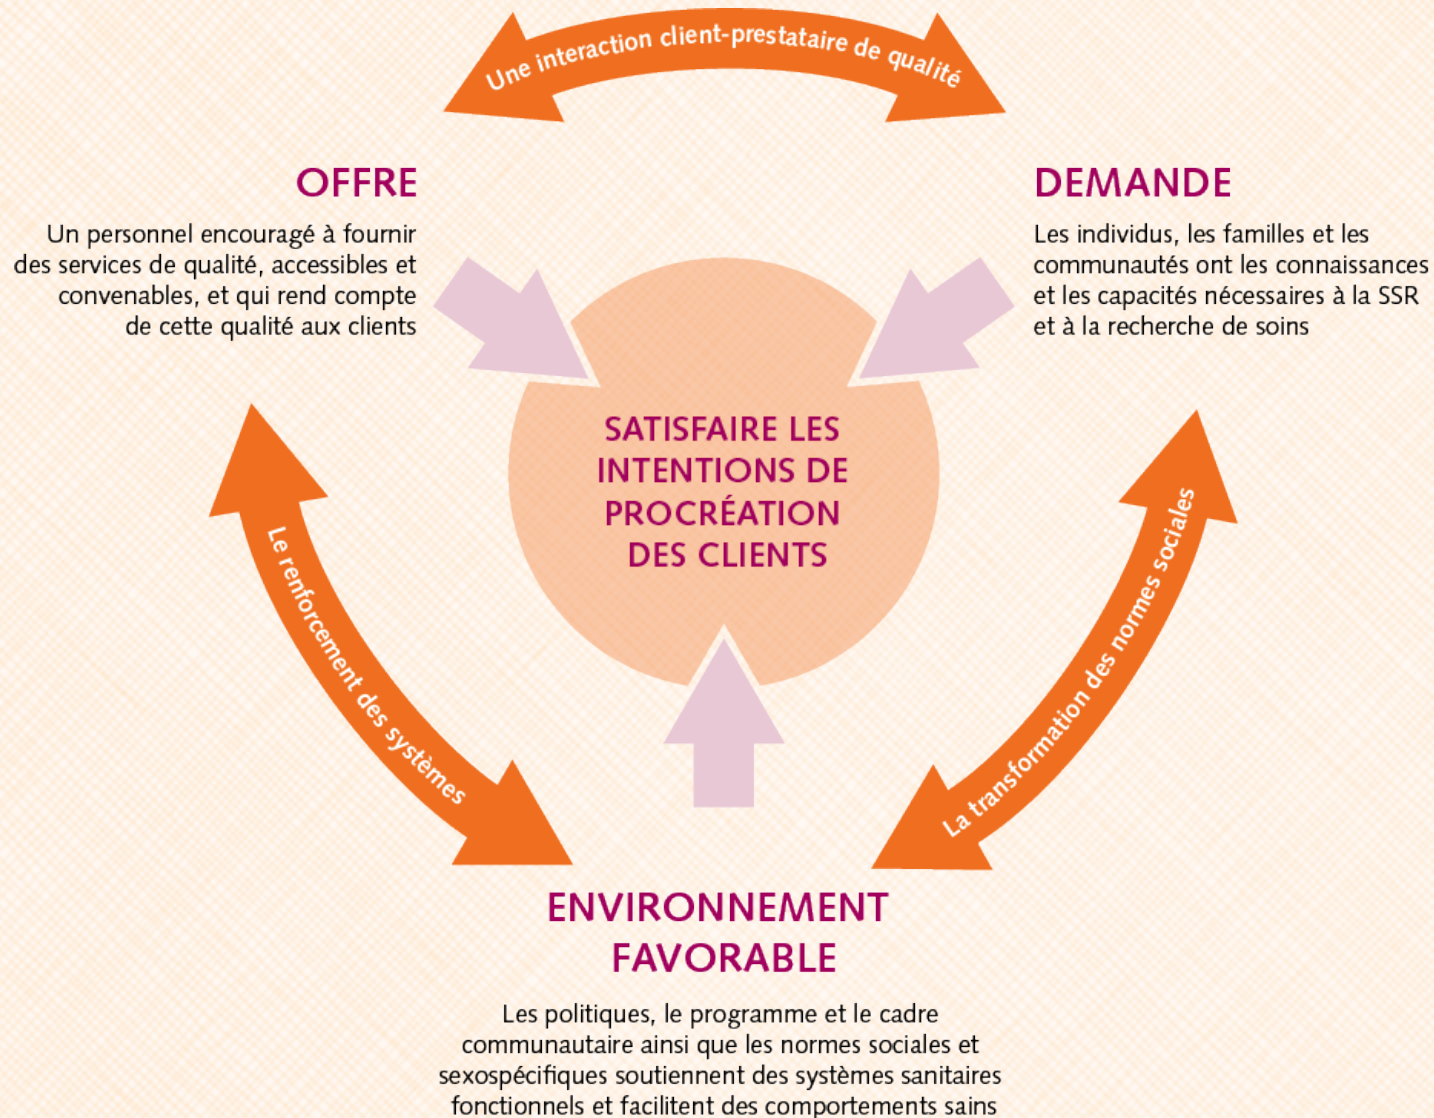 Une interaction client-prestataire de qualité
OFFRE
Un personnel encouragé à fournir
des services de qualité, accessibles et
convenables, et qui rend compte
de cette qualité aux clients
DEMANDE
Les individus, les familles et les
communautés ont les connaissances
et les capacités nécessaires à la SSR
et à la recherche de soins
SATISFAIRE LES
INTENTIONS DE
PROCRÉATION
DES CLIENTS
Le renforcement des systèmes
La transformation des normes sociales
ENVIRONNEMENT
FAVORABLE
Les politiques, le programme et le cadre
communautaire ainsi que les normes sociales et
sexospécifiques soutiennent des systèmes sanitaires
fonctionnels et facilitent des comportements sains